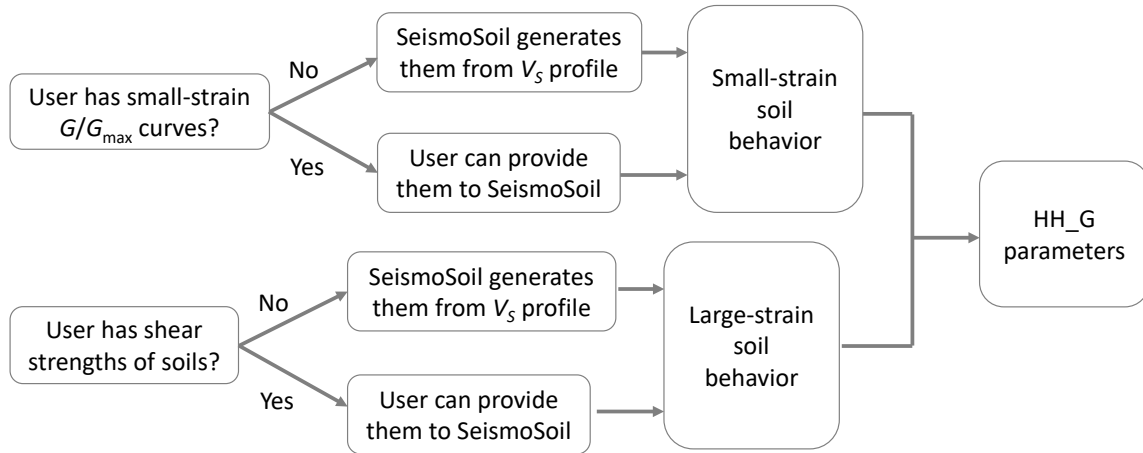 User has small-strain
G/Gmax curves?
No
Yes
SeismoSoil generates
them from VS profile
User can provide
them to SeismoSoil
Small-strain
soil
behavior
User has shear
strengths of soils?
No
Yes
SeismoSoil generates
them from VS profile
User can provide
them to SeismoSoil
Large-strain
soil
behavior
HH_G
parameters